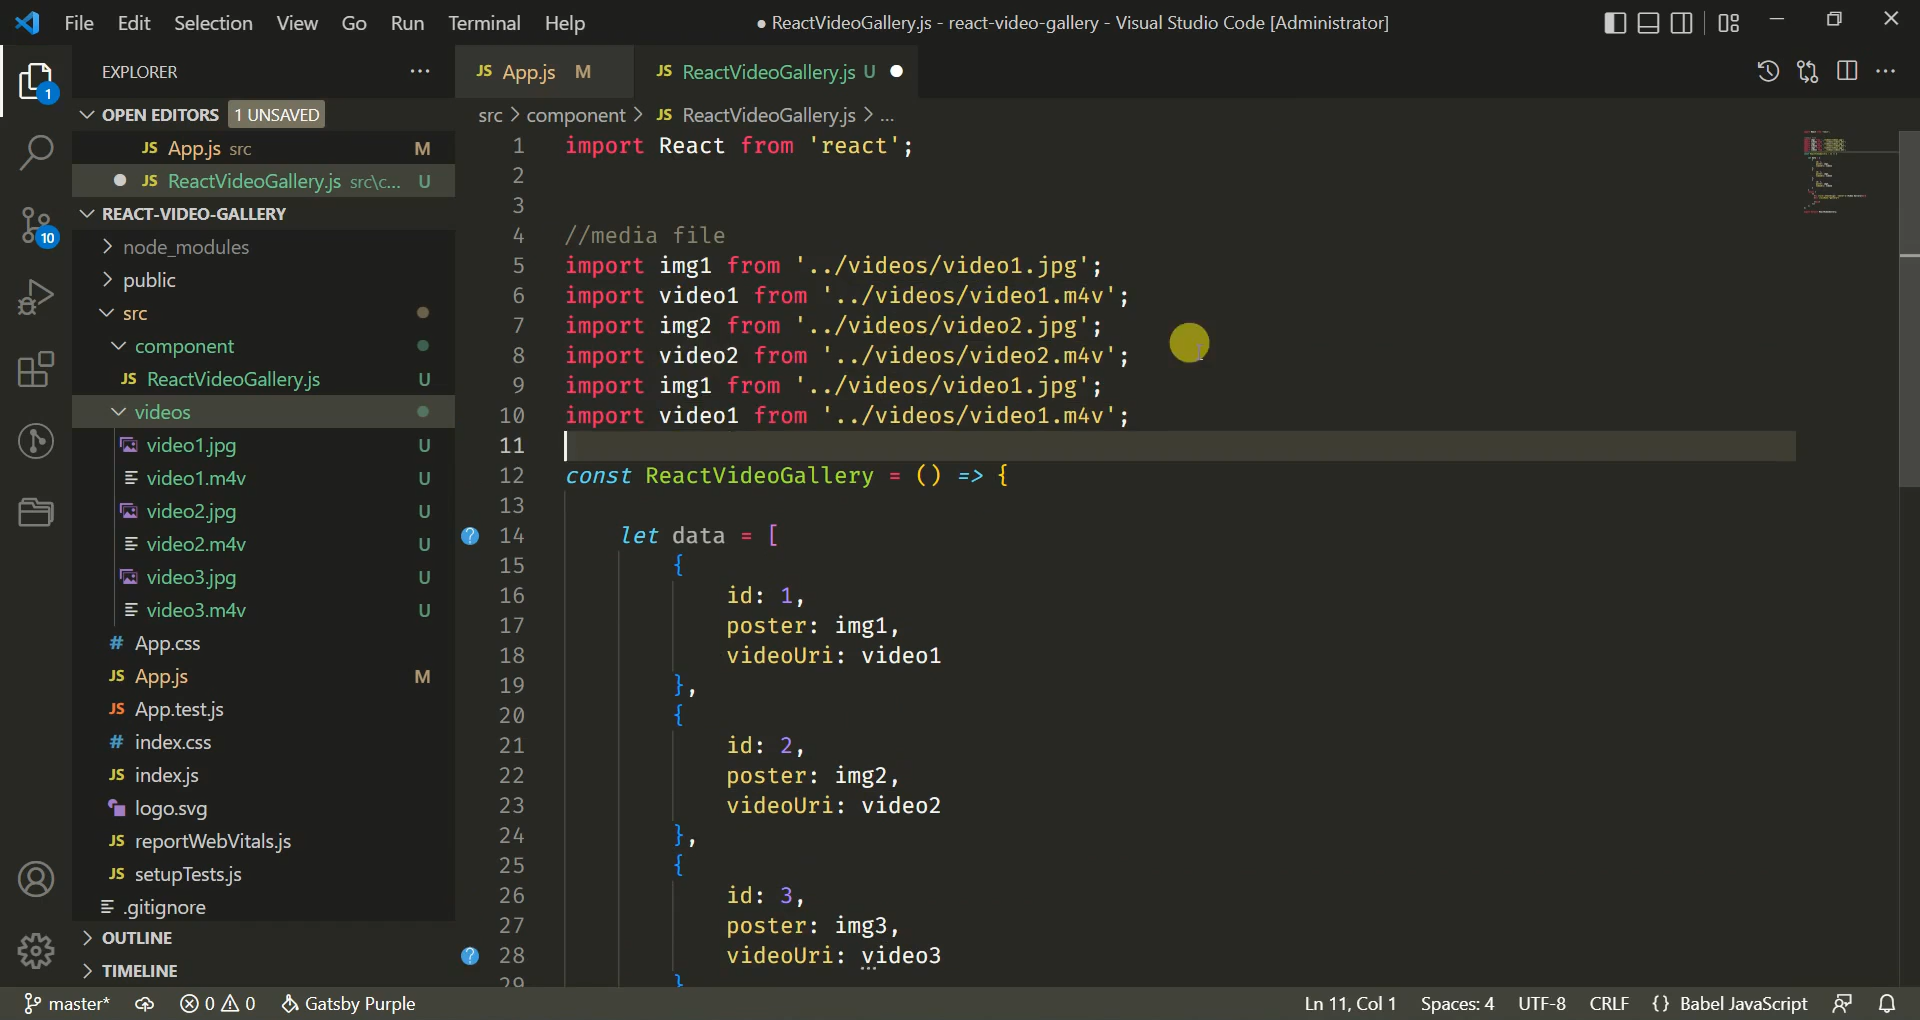 File Edit Selection View Go Run Terminal Help
● ReactVideoGallery.js - react-video-gallery - Visual Studio Code [Administrator]
EXPLORER
OPEN EDITORS 1 UNSAVED
JS App.js src M
● JS ReactVideoGallery.js src\c... U
REACT-VIDEO-GALLERY
node_modules
public
src
component
JS ReactVideoGallery.js U
videos
video1.jpg U
video1.m4v U
video2.jpg U
video2.m4v U
video3.jpg U
video3.m4v U
# App.css
JS App.js M
JS App.test.js
# index.css
JS index.js
logo.svg
JS reportWebVitals.js
JS setupTests.js
.gitignore
OUTLINE
TIMELINE
1
10
JS App.js M
JS ReactVideoGallery.js U ●
src > component > JS ReactVideoGallery.js > ...
1 import React from 'react';
2
3
4 //media file
5 import img1 from '../videos/video1.jpg';
6 import video1 from '../videos/video1.m4v';
7 import img2 from '../videos/video2.jpg';
8 import video2 from '../videos/video2.m4v';
9 import img1 from '../videos/video1.jpg';
10 import video1 from '../videos/video1.m4v';
11
12 const ReactVideoGallery = () => {
13
14 let data = [
15 {
16 id: 1,
17 poster: img1,
18 videoUri: video1
19 },
20 {
21 id: 2,
22 poster: img2,
23 videoUri: video2
24 },
25 {
26 id: 3,
27 poster: img3,
28 videoUri: video3
29 }
master* 0 0 Gatsby Purple Ln 11, Col 1 Spaces: 4 UTF-8 CRLF {} Babel JavaScript